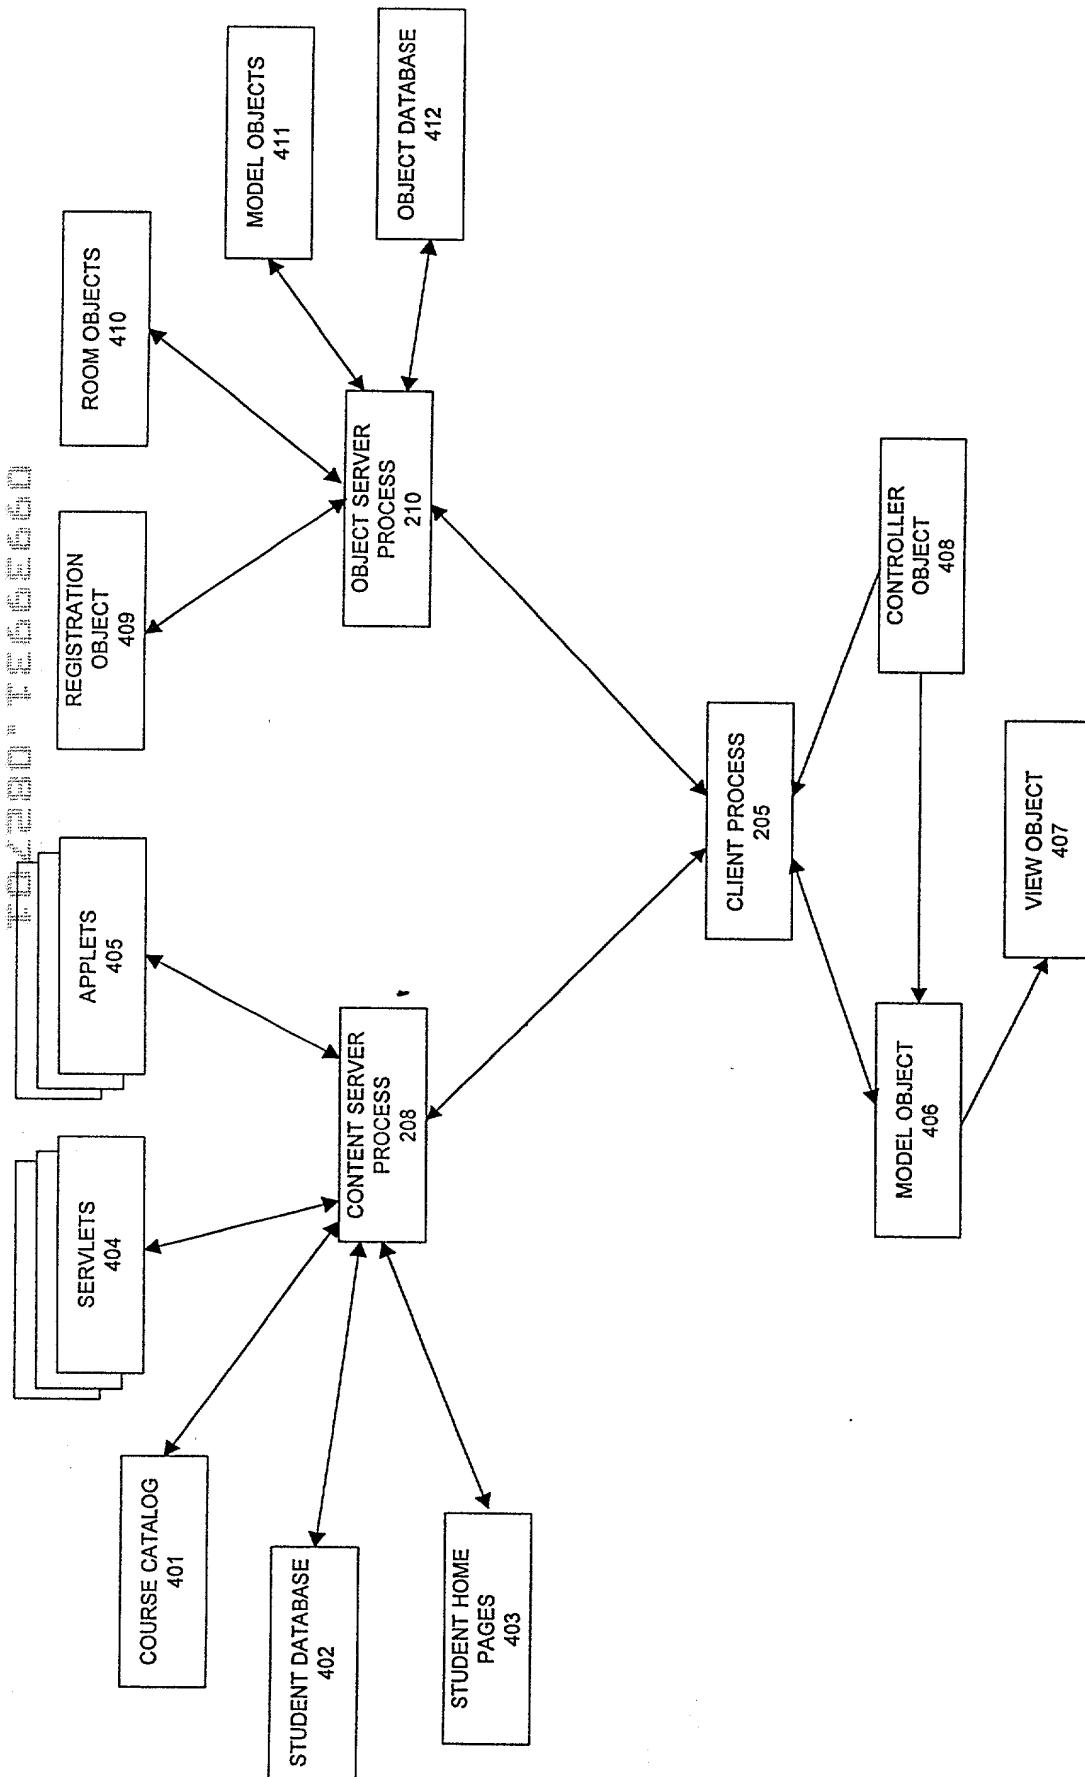 SERVLETS
404
APPLETS
405
REGISTRATION
OBJECT
409
ROOM OBJECTS
410
COURSE CATALOG
401
MODEL OBJECTS
411
STUDENT DATABASE
402
CONTENT SERVER
PROCESS
208
OBJECT SERVER
PROCESS
210
OBJECT DATABASE
412
STUDENT HOME
PAGES
403
CLIENT PROCESS
205
MODEL OBJECT
406
CONTROLLER
OBJECT
408
VIEW OBJECT
407